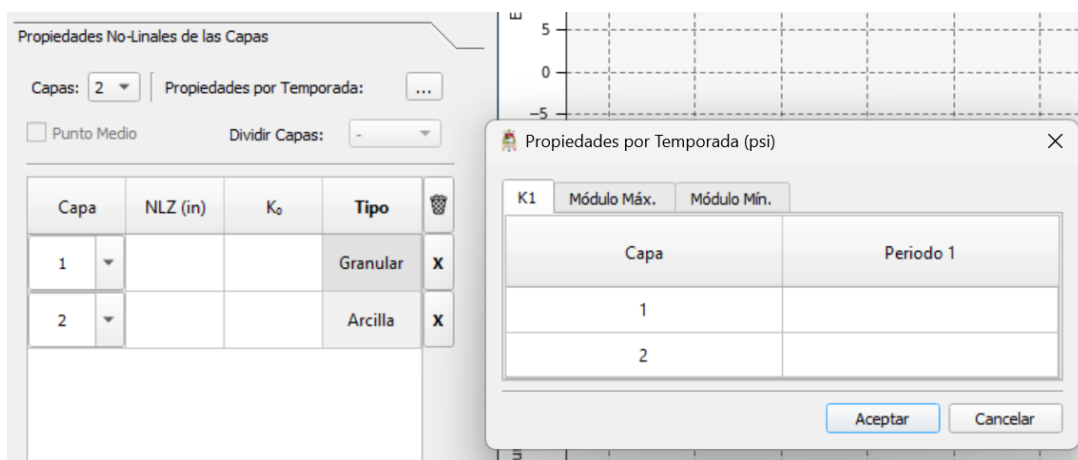 Propiedades No-Linales de las Capas
Capas: 2 Propiedades por Temporada: ...
Punto Medio Dividir Capas: -
Capa NLZ (in) K₀ Tipo
1 Granular X
2 Arcilla X
5
0
-5
Propiedades por Temporada (psi)
K1 Módulo Máx. Módulo Mín.
Capa Periodo 1
1
2
Aceptar Cancelar